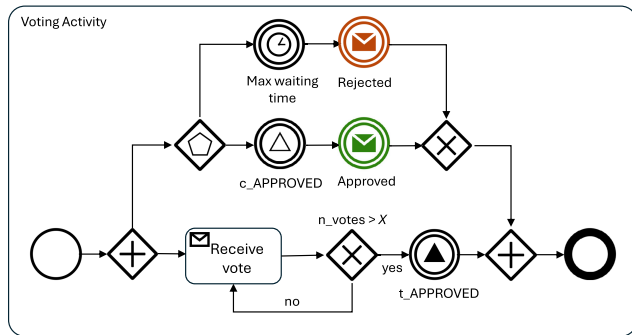 Voting Activity
Max waiting
time
Rejected
c_APPROVED
Approved
n_votes > X
Receive
vote
yes
t_APPROVED
no